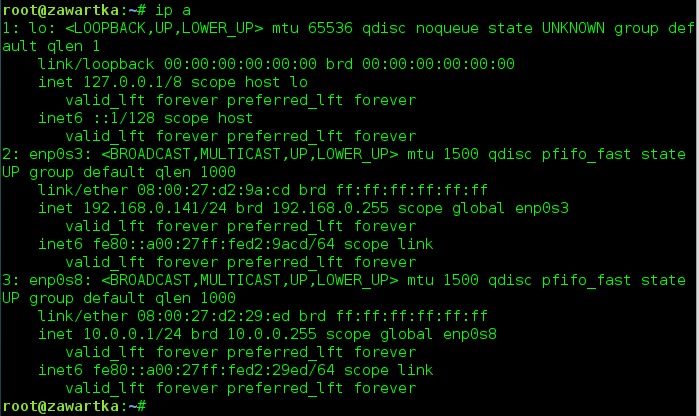 root@zawartka:~# ip a
1: lo: <LOOPBACK,UP,LOWER_UP> mtu 65536 qdisc noqueue state UNKNOWN group def
ault qlen 1
    link/loopback 00:00:00:00:00:00 brd 00:00:00:00:00:00
    inet 127.0.0.1/8 scope host lo
       valid_lft forever preferred_lft forever
    inet6 ::1/128 scope host
       valid_lft forever preferred_lft forever
2: enp0s3: <BROADCAST,MULTICAST,UP,LOWER_UP> mtu 1500 qdisc pfifo_fast state
UP group default qlen 1000
    link/ether 08:00:27:d2:9a:cd brd ff:ff:ff:ff:ff:ff
    inet 192.168.0.141/24 brd 192.168.0.255 scope global enp0s3
       valid_lft forever preferred_lft forever
    inet6 fe80::a00:27ff:fed2:9acd/64 scope link
       valid_lft forever preferred_lft forever
3: enp0s8: <BROADCAST,MULTICAST,UP,LOWER_UP> mtu 1500 qdisc pfifo_fast state
UP group default qlen 1000
    link/ether 08:00:27:d2:29:ed brd ff:ff:ff:ff:ff:ff
    inet 10.0.0.1/24 brd 10.0.0.255 scope global enp0s8
       valid_lft forever preferred_lft forever
    inet6 fe80::a00:27ff:fed2:29ed/64 scope link
       valid_lft forever preferred_lft forever
root@zawartka:~#